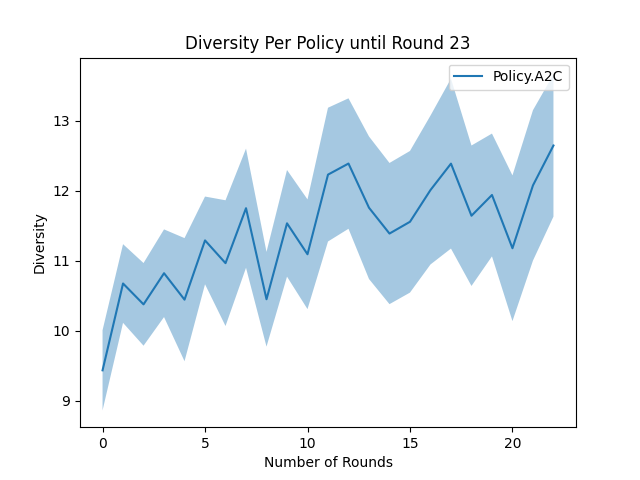 Diversity Per Policy until Round 23
Policy.A2C
13
12
11
10
9
Diversity
0 5 10 15 20
Number of Rounds